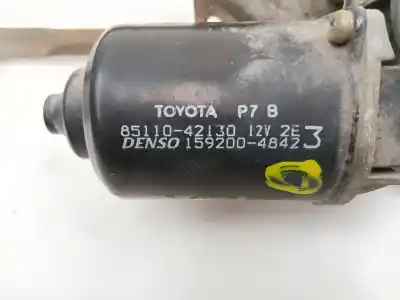 TOYOTA P7 B
85110-42130 12V 2E
DENSO 159200-4842 3